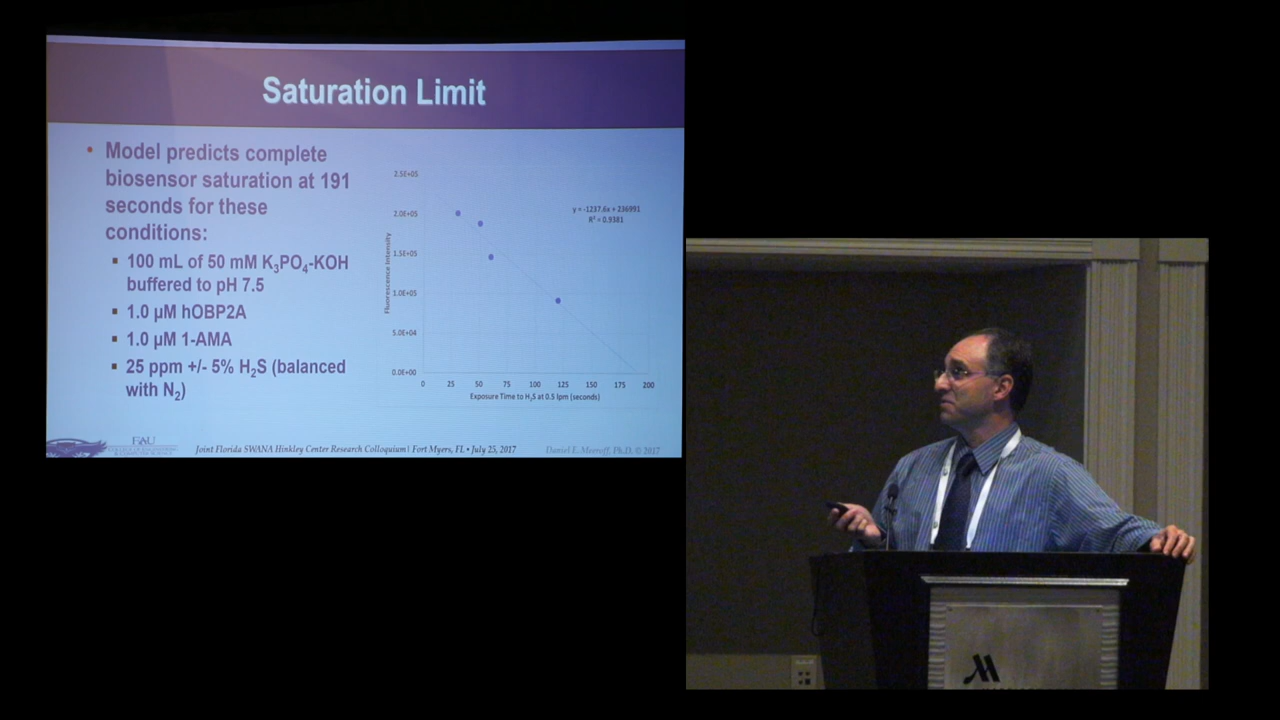 Saturation Limit
• Model predicts complete
biosensor saturation at 191
seconds for these
conditions:
▪ 100 mL of 50 mM K₃PO₄-KOH
buffered to pH 7.5
▪ 1.0 µM hOBP2A
▪ 1.0 µM 1-AMA
▪ 25 ppm +/- 5% H₂S (balanced
with N₂)
2.5E+05
2.0E+05
1.5E+05
1.0E+05
5.0E+04
0.0E+00
Fluorescence Intensity
y = -1237.6x + 236991
R² = 0.9381
0 25 50 75 100 125 150 175 200
Exposure Time to H₂S at 0.5 lpm (seconds)
FAU
Joint Florida SWANA Hinkley Center Research Colloquium | Fort Myers, FL • July 25, 2017
Daniel E. Meeroff, Ph.D. © 2017